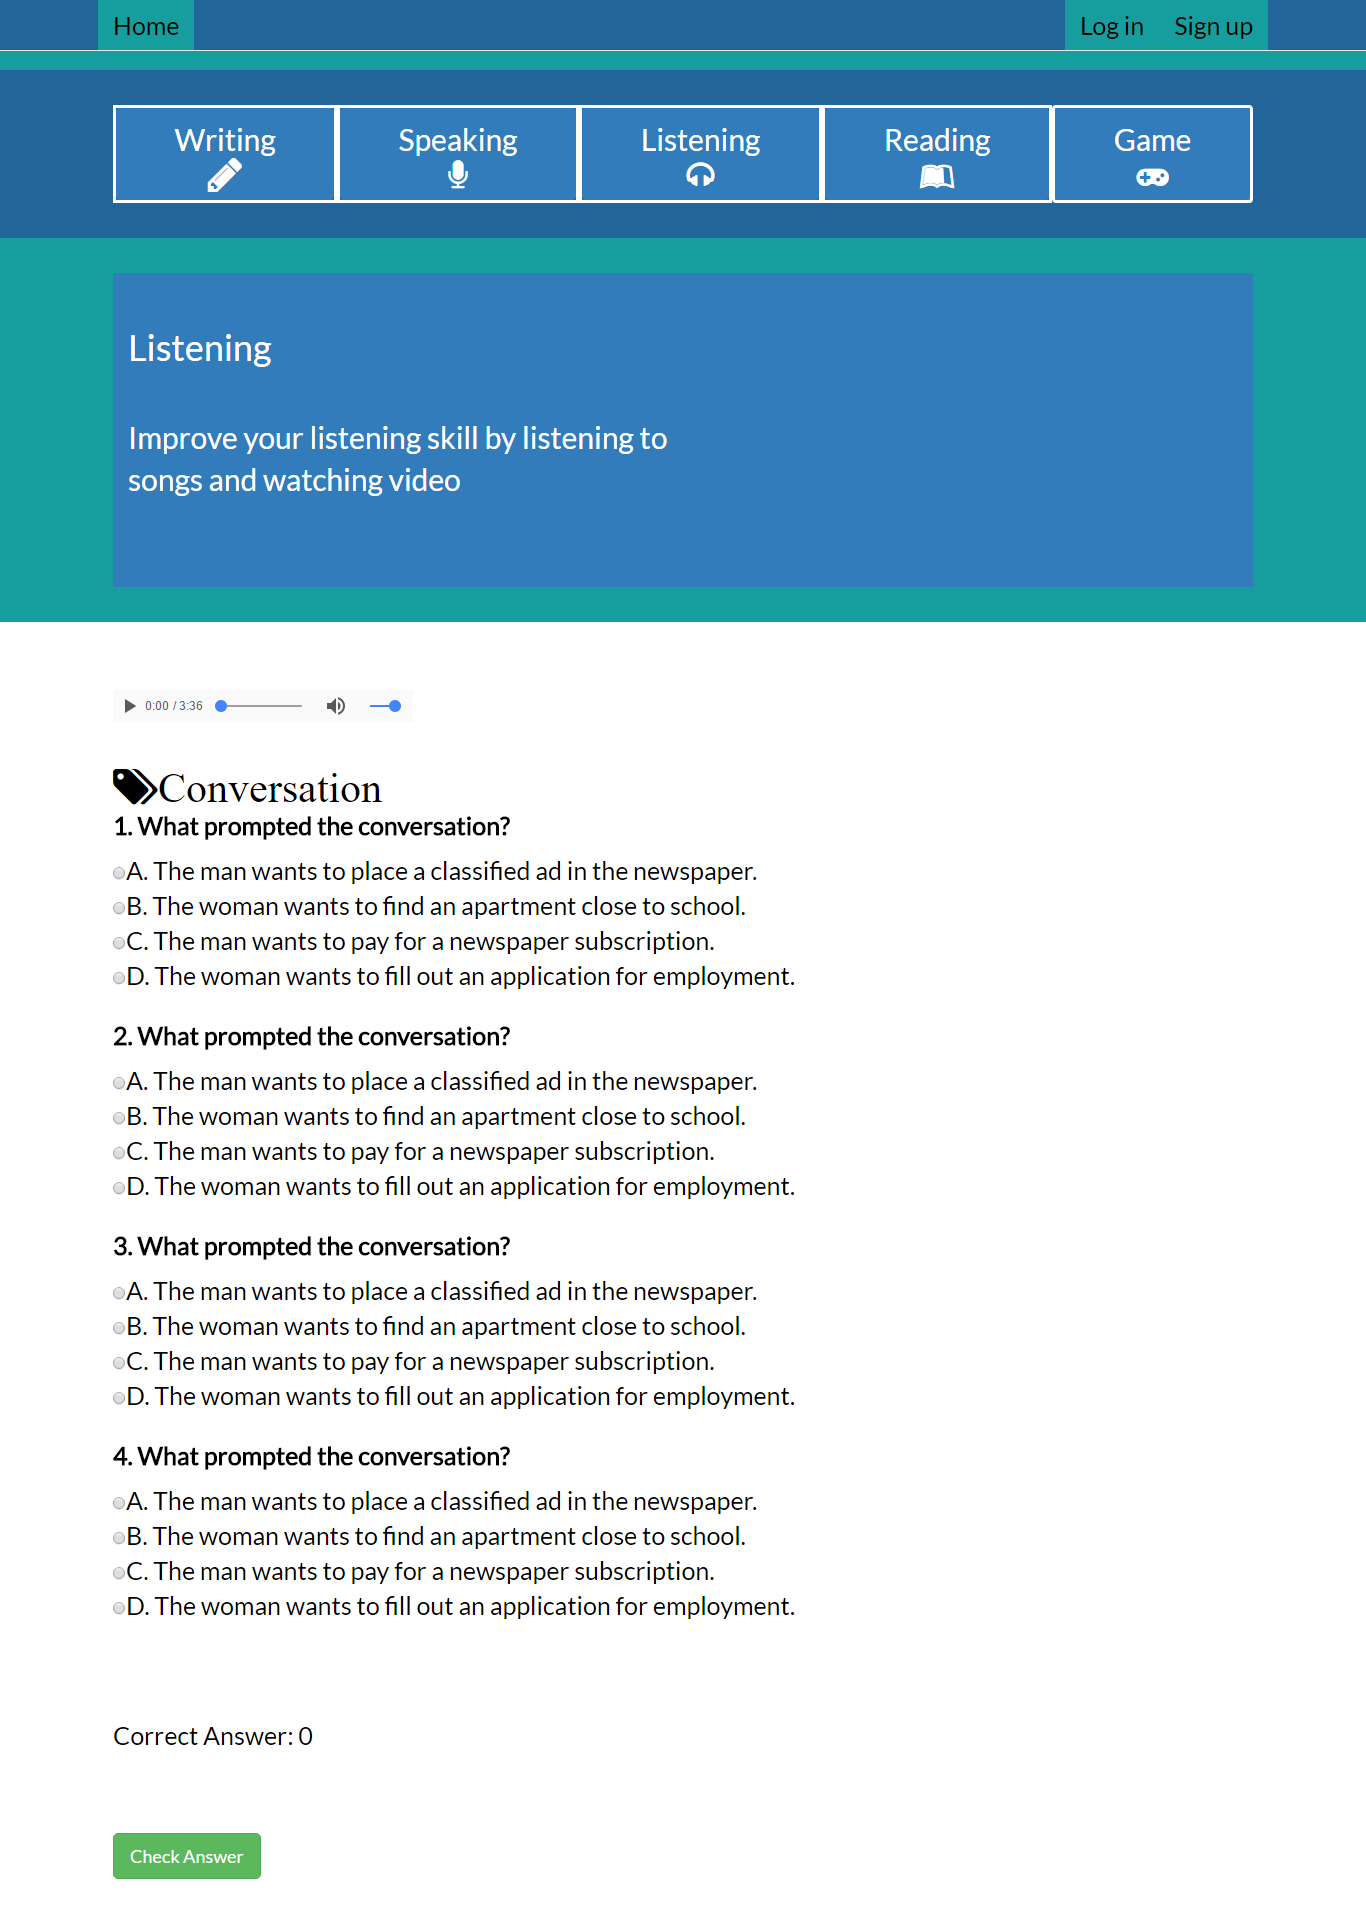 Home
Log in
Sign up
Writing
Speaking
Listening
Reading
Game
Listening
Improve your listening skill by listening to
songs and watching video
0:00 / 3:36
Conversation
1. What prompted the conversation?
A. The man wants to place a classified ad in the newspaper.
B. The woman wants to find an apartment close to school.
C. The man wants to pay for a newspaper subscription.
D. The woman wants to fill out an application for employment.
2. What prompted the conversation?
A. The man wants to place a classified ad in the newspaper.
B. The woman wants to find an apartment close to school.
C. The man wants to pay for a newspaper subscription.
D. The woman wants to fill out an application for employment.
3. What prompted the conversation?
A. The man wants to place a classified ad in the newspaper.
B. The woman wants to find an apartment close to school.
C. The man wants to pay for a newspaper subscription.
D. The woman wants to fill out an application for employment.
4. What prompted the conversation?
A. The man wants to place a classified ad in the newspaper.
B. The woman wants to find an apartment close to school.
C. The man wants to pay for a newspaper subscription.
D. The woman wants to fill out an application for employment.
Correct Answer: 0
Check Answer